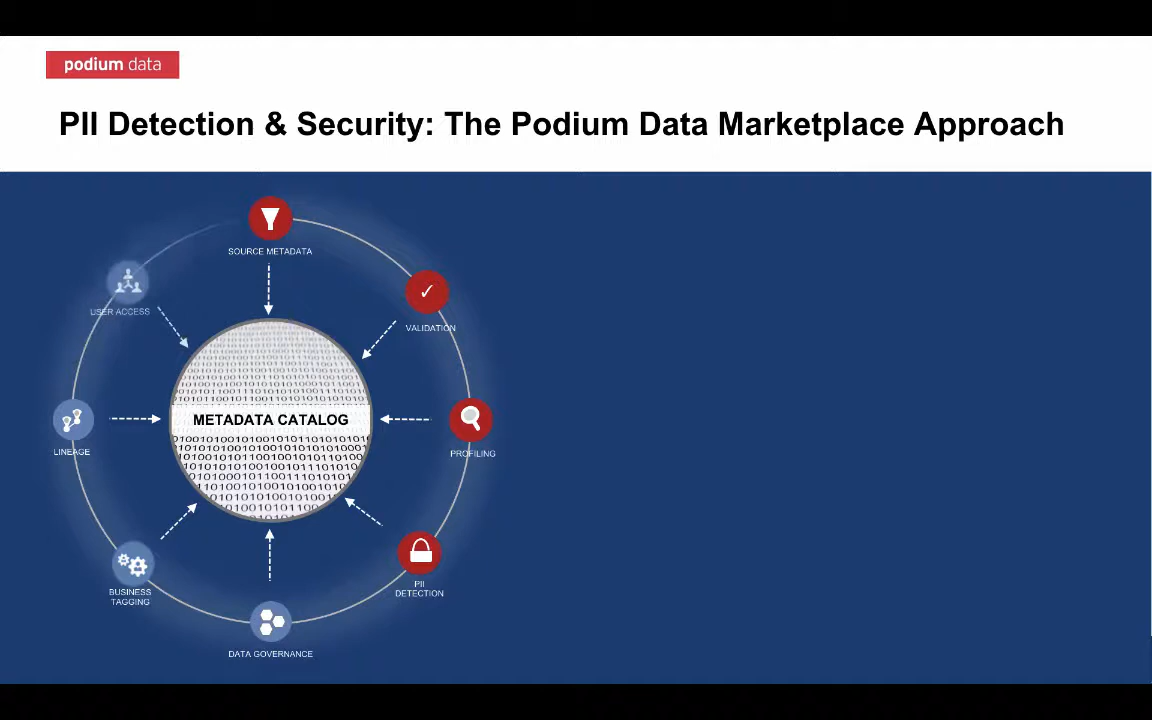 podium data
PII Detection & Security: The Podium Data Marketplace Approach
SOURCE METADATA
VALIDATION
PROFILING
PII
DETECTION
DATA GOVERNANCE
BUSINESS
TAGGING
LINEAGE
USER ACCESS
METADATA CATALOG